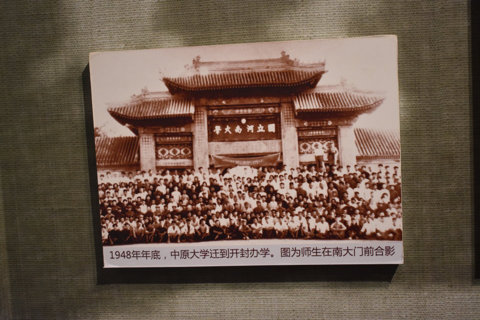 國立河南大學
1948年年底，中原大学迁到开封办学。图为师生在南大门前合影